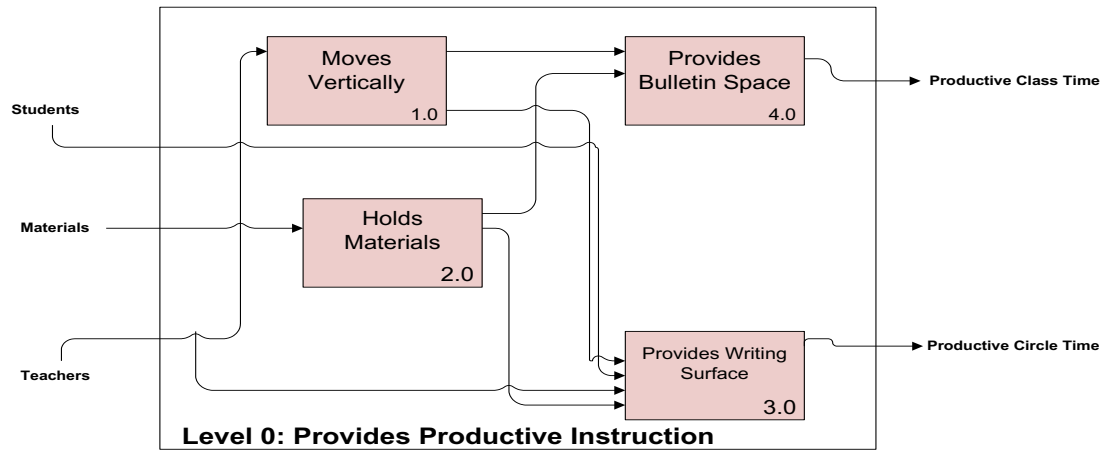 Moves
Vertically
1.0
Provides
Bulletin Space
4.0
Productive Class Time
Students
Materials
Holds
Materials
2.0
Teachers
Provides Writing
Surface
3.0
Productive Circle Time
Level 0: Provides Productive Instruction